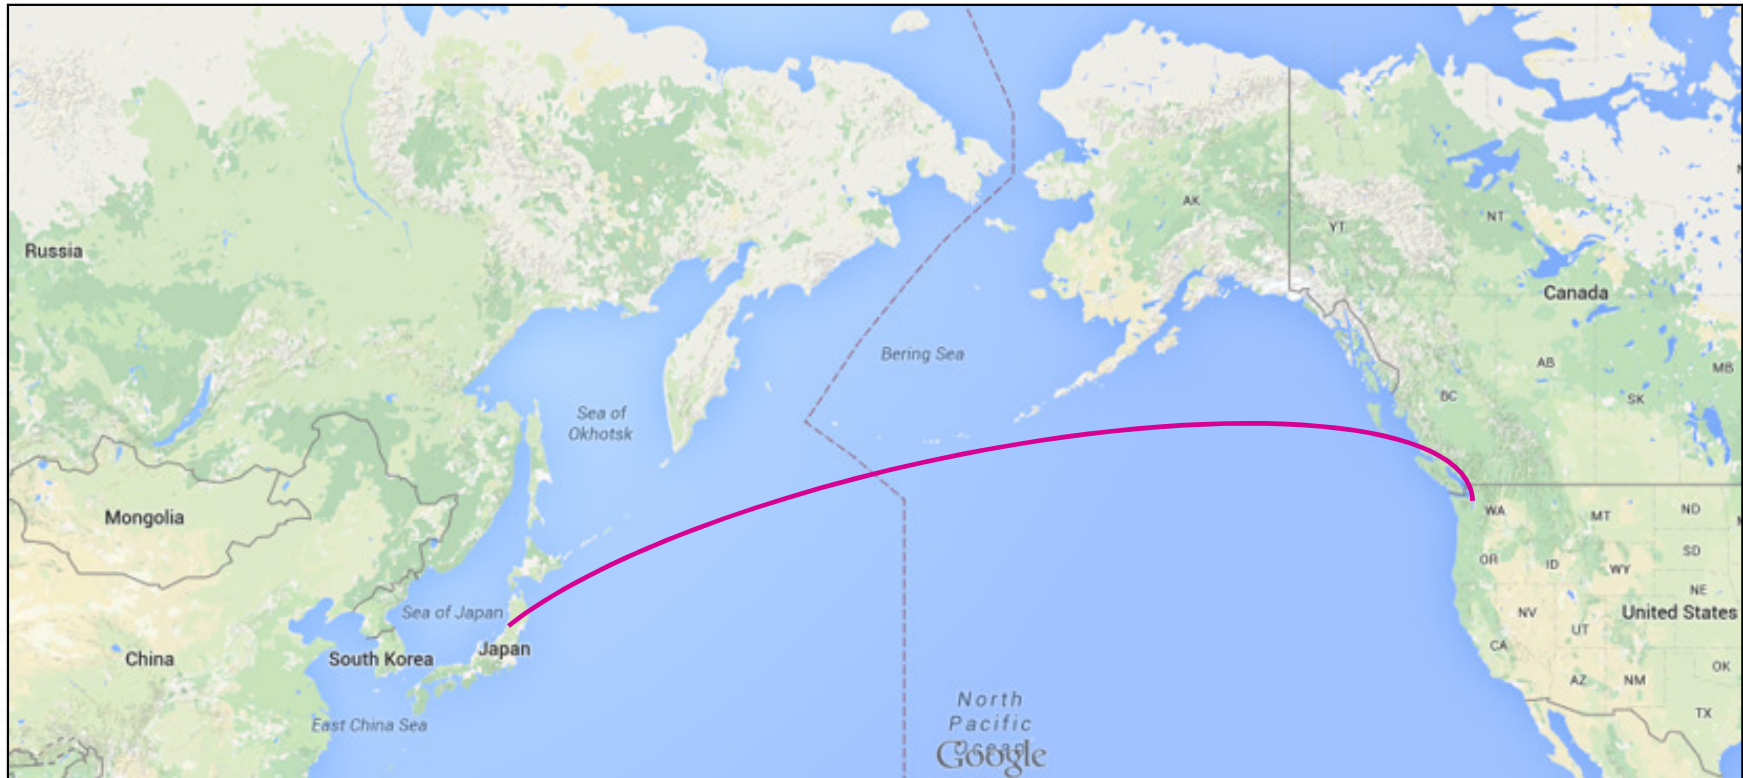 AK
NT
YT
Russia
Canada
Bering Sea
AB
MB
BC
SK
Sea of
Okhotsk
Mongolia
WA
MT
ND
OR
ID
SD
WY
NE
Sea of Japan
NV
United States
UT
CA
Japan
China
South Korea
OK
AZ
NM
North
Pacific
Ocean
TX
East China Sea
Google